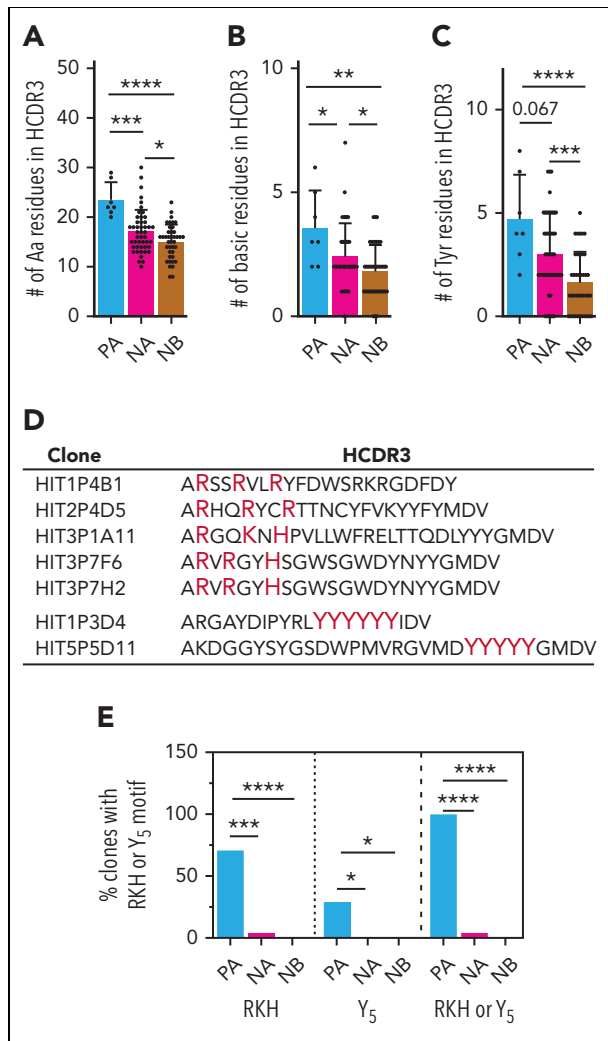 A
# of Aa residues in HCDR3
50
40
30
20
10
0
****
***
*
PA
NA
NB
B
# of basic residues in HCDR3
10
5
0
**
*
*
PA
NA
NB
C
# of Tyr residues in HCDR3
10
5
0
****
0.067
***
PA
NA
NB
D
Clone HCDR3
HIT1P4B1 ARSSRVLRYFDWSRKRGDFDY
HIT2P4D5 ARHQRYCRTTNCYFVKYYFYMDV
HIT3P1A11 ARGQKNHPVLLWFRELTTQDLYYYGMDV
HIT3P7F6 ARVRGYHSGWSGWDYNYYGMDV
HIT3P7H2 ARVRGYHSGWSGWDYNYYGMDV
HIT1P3D4 ARGAYDIPYRLYYYYYYIDV
HIT5P5D11 AKDGGYSYGSDWPMVRGVMDYYYYYGMDV
E
% clones with
RKH or Y5 motif
150
100
50
0
****
***
*
*
****
****
PA NA NB PA NA NB PA NA NB
RKH Y5 RKH or Y5